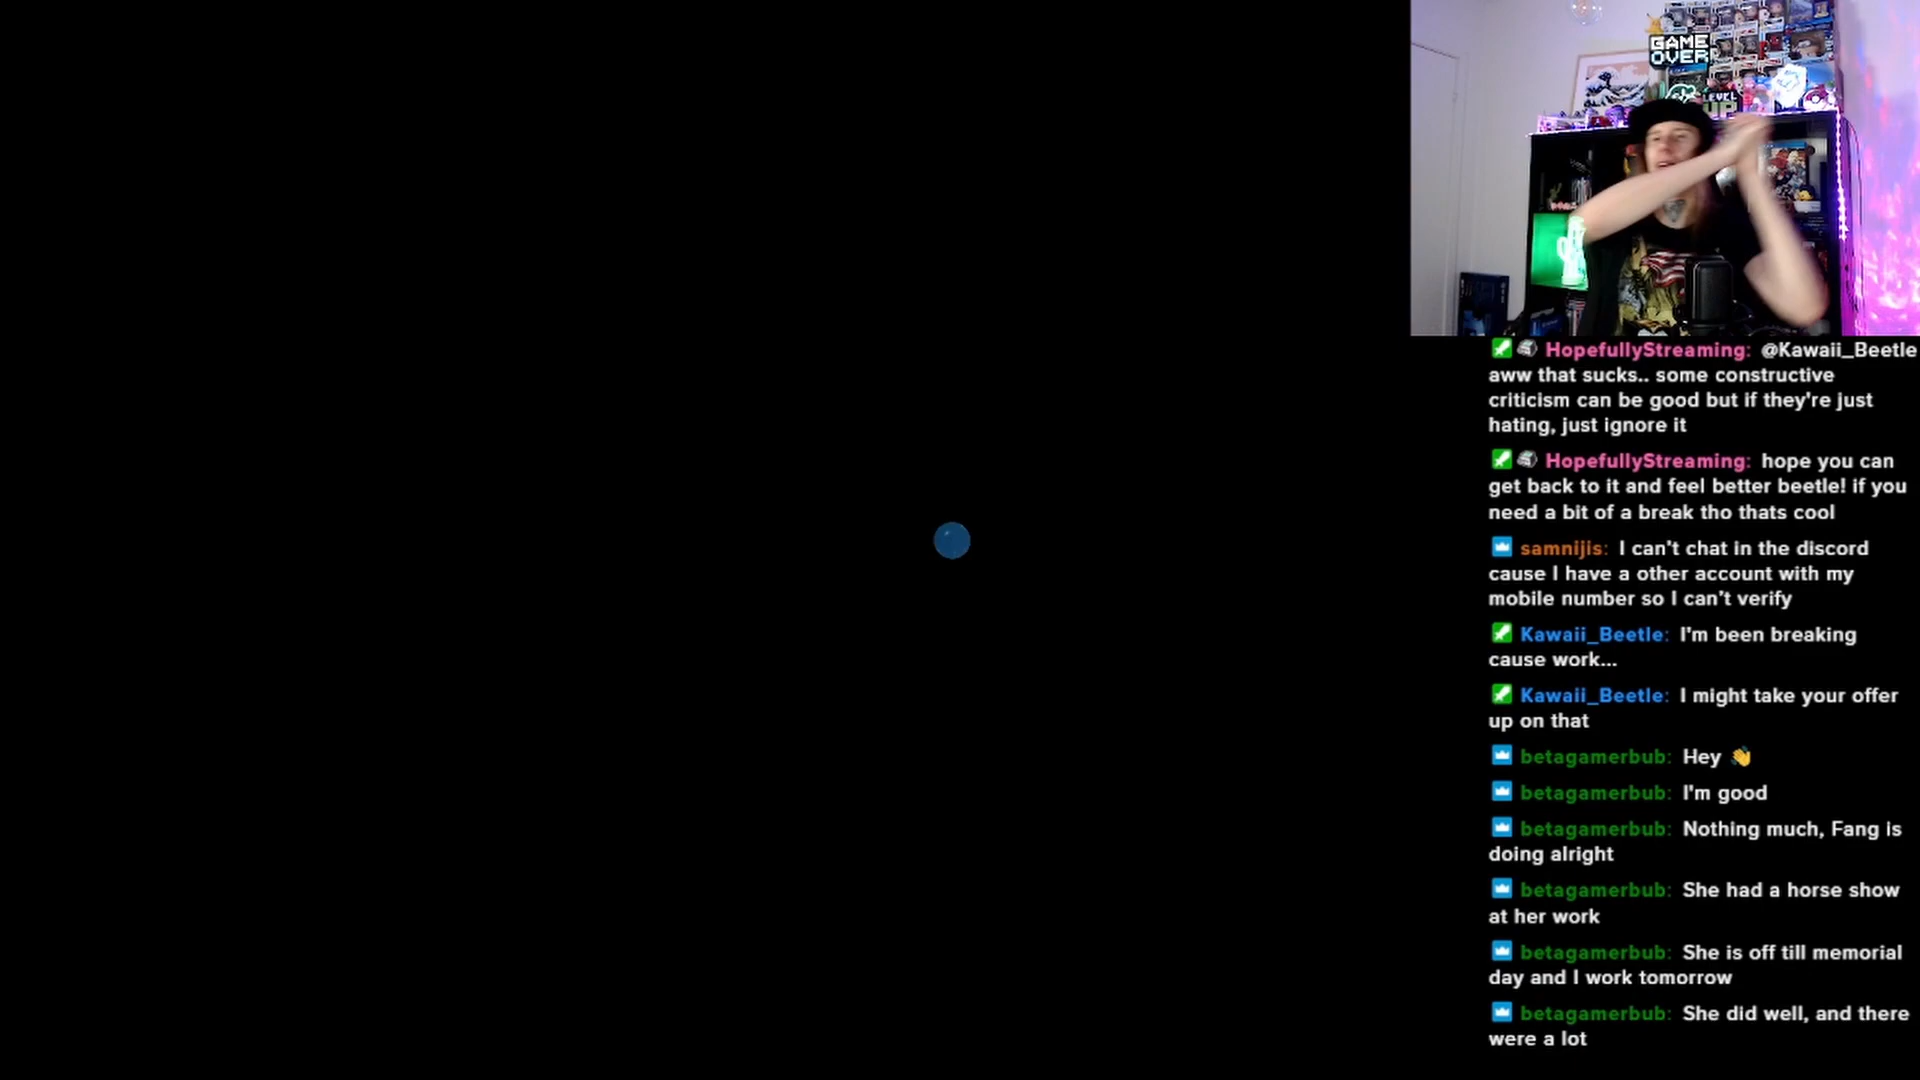 GAME
OVER
LEVEL
UP
HopefullyStreaming: @Kawaii_Beetle
aww that sucks.. some constructive
criticism can be good but if they're just
hating, just ignore it
HopefullyStreaming: hope you can
get back to it and feel better beetle! if you
need a bit of a break tho thats cool
samnijis: I can't chat in the discord
cause I have a other account with my
mobile number so I can't verify
Kawaii_Beetle: I'm been breaking
cause work...
Kawaii_Beetle: I might take your offer
up on that
betagamerbub: Hey 👋
betagamerbub: I'm good
betagamerbub: Nothing much, Fang is
doing alright
betagamerbub: She had a horse show
at her work
betagamerbub: She is off till memorial
day and I work tomorrow
betagamerbub: She did well, and there
were a lot